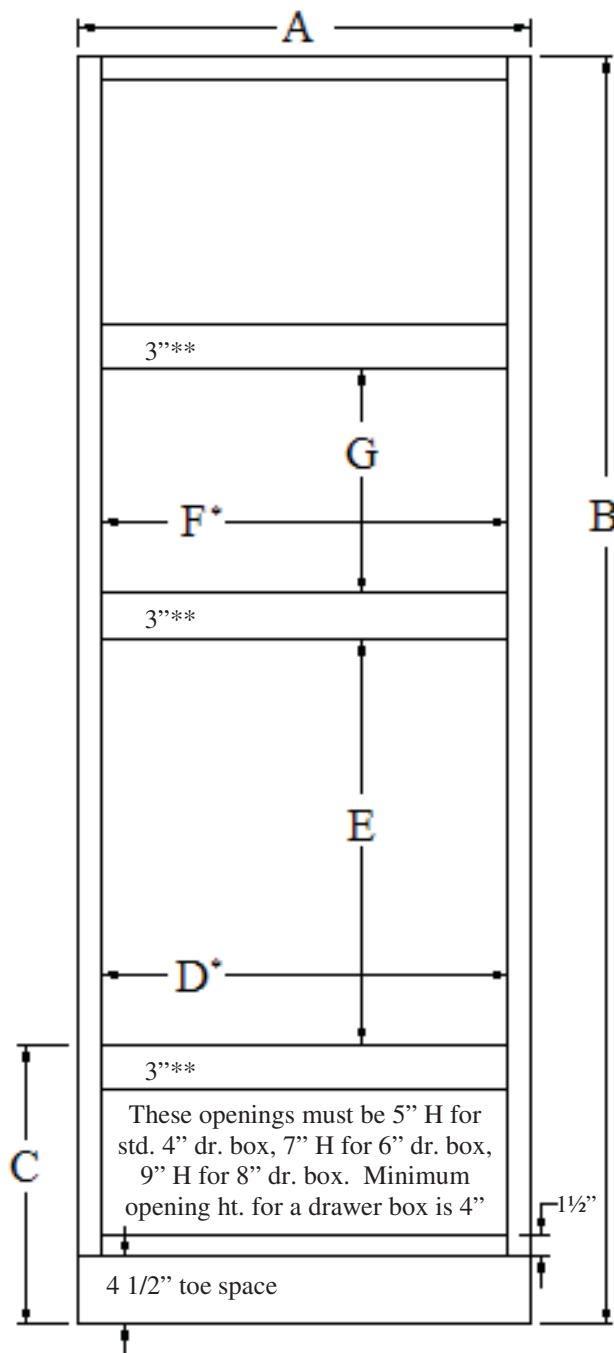 A
3”**
G
F*
B
3”**
E
D*
3”**
C
These openings must be 5” H for
std. 4” dr. box, 7” H for 6” dr. box,
9” H for 8” dr. box.  Minimum
opening ht. for a drawer box is 4”
1½”
4 1/2” toe space